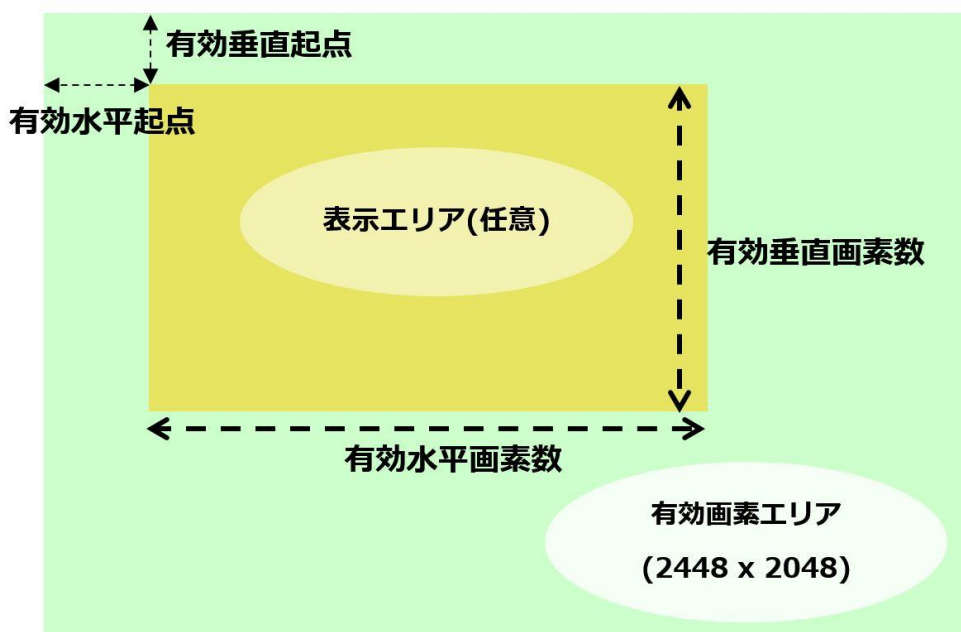 有効垂直起点
有効水平起点
表示エリア(任意)
有効垂直画素数
有効水平画素数
有効画素エリア
(2448 x 2048)